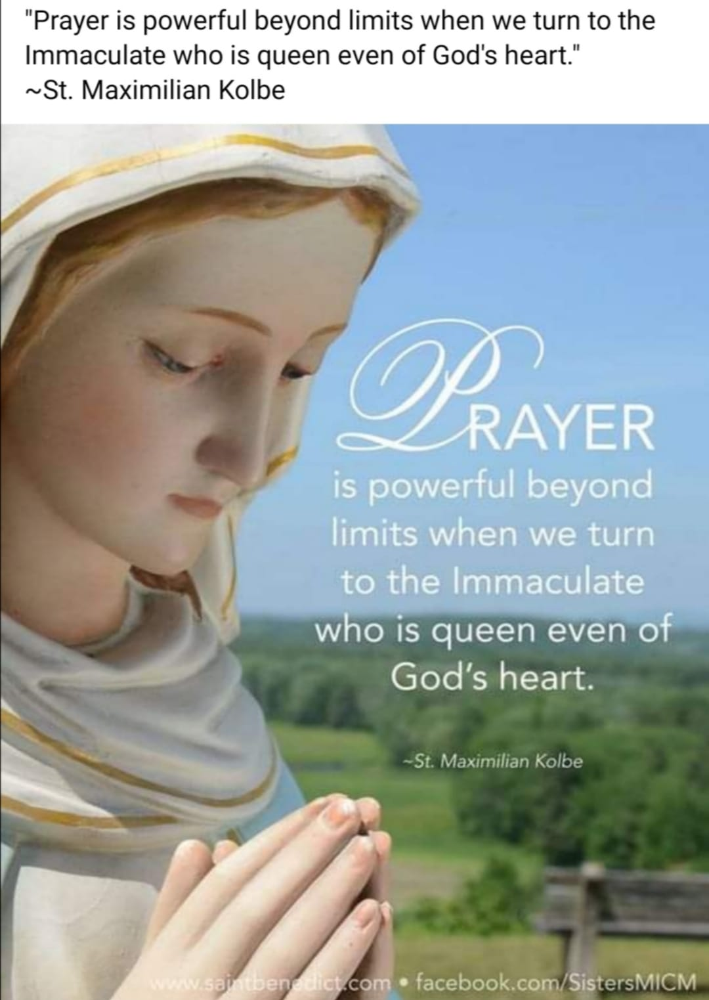 "Prayer is powerful beyond limits when we turn to the
Immaculate who is queen even of God's heart."
~St. Maximilian Kolbe
PRAYER
is powerful beyond
limits when we turn
to the Immaculate
who is queen even of
God's heart.
~St. Maximilian Kolbe
www.saintbenedict.com • facebook.com/SistersMICM